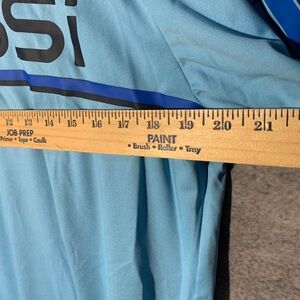 SSi
12 13 14 15 16 17 18 19 20 21
JOB PREP
Primer • Tape • Caulk
PAINT
• Brush • Roller • Tray